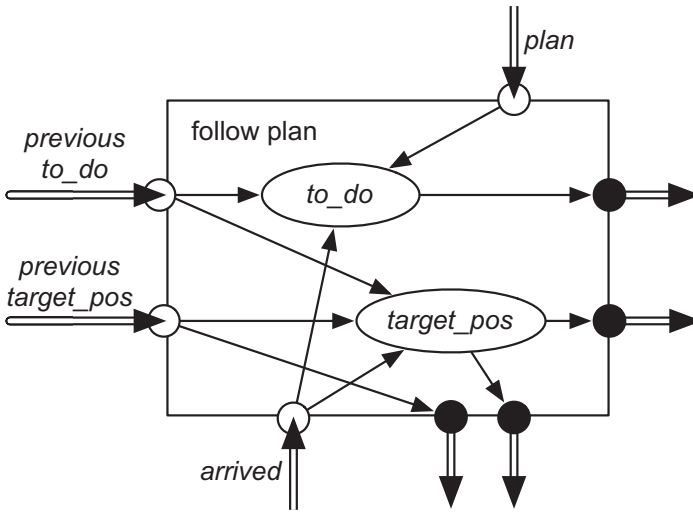 plan
follow plan
previous
to_do
to_do
previous
target_pos
target_pos
arrived